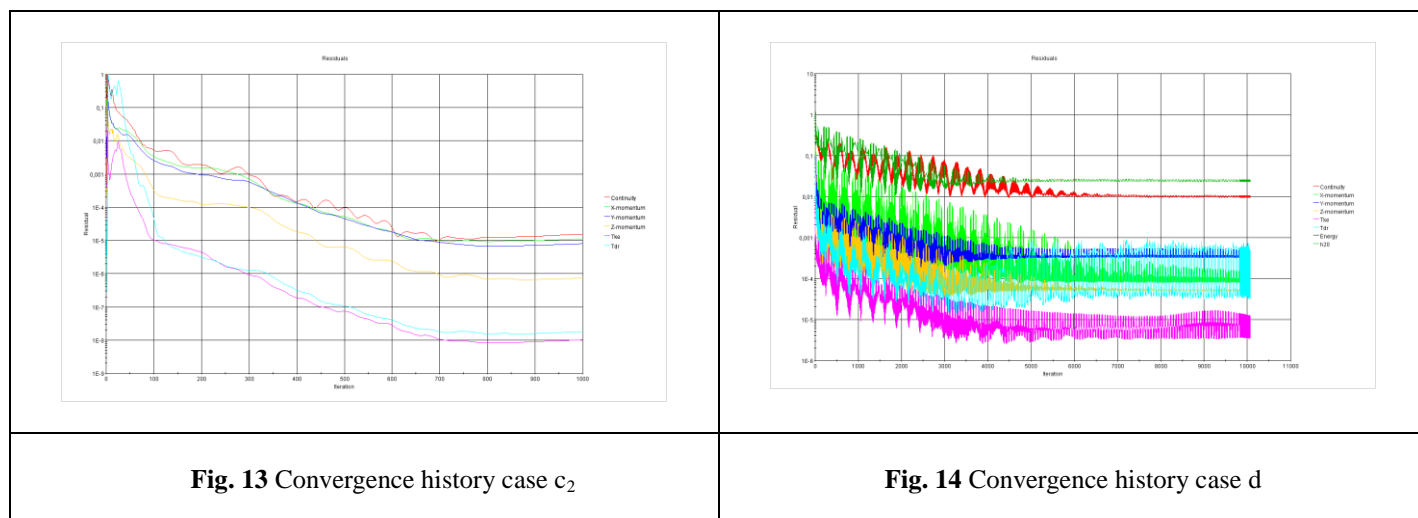 Residuals
1
0,1
0,01
0,001
1E-4
1E-5
1E-6
1E-7
1E-8
1E-9
Residual
0 100 200 300 400 500 600 700 800 900 1000
Iteration
Continuity
X-momentum
Y-momentum
Z-momentum
Tke
Tdr
Fig. 13 Convergence history case c2
Residuals
10
1
0,1
0,01
0,001
1E-4
1E-5
1E-6
Residual
0 1000 2000 3000 4000 5000 6000 7000 8000 9000 10000 11000
Iteration
Continuity
X-momentum
Y-momentum
Z-momentum
Tke
Tdr
Energy
h20
Fig. 14 Convergence history case d